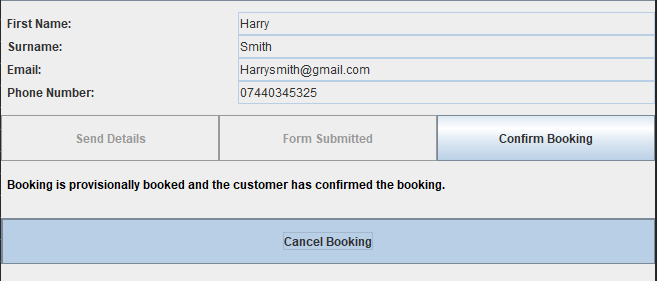 First Name: Harry
Surname: Smith
Email: Harrysmith@gmail.com
Phone Number: 07440345325
Send Details Form Submitted Confirm Booking
Booking is provisionally booked and the customer has confirmed the booking.
Cancel Booking